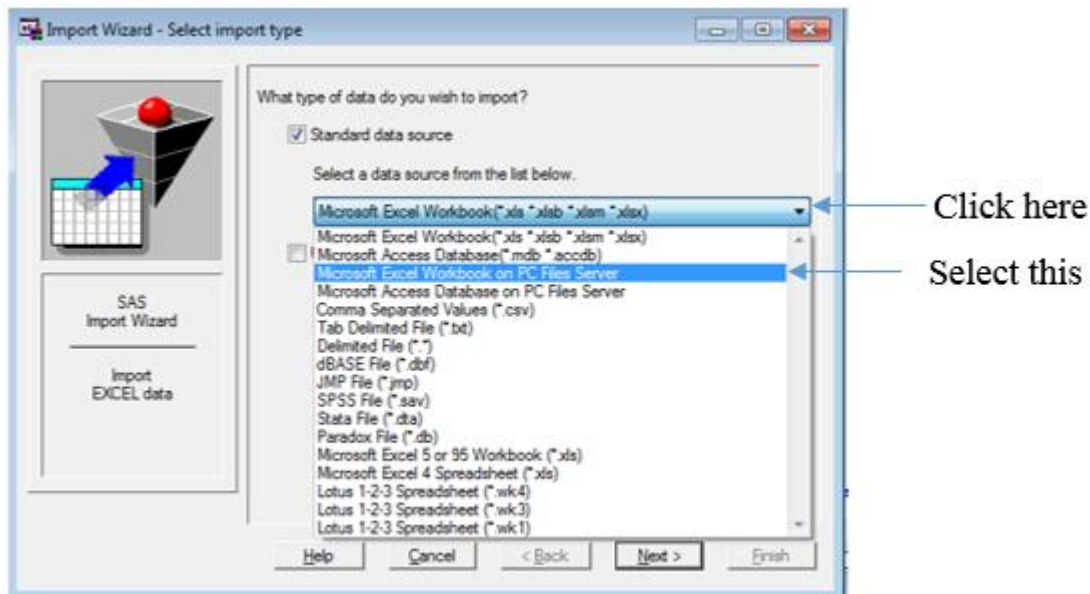 Import Wizard - Select import type
What type of data do you wish to import?
Standard data source
Select a data source from the list below.
Microsoft Excel Workbook(*.xls *.xlsb *.xlsm *.xlsx)
Click here
Microsoft Excel Workbook(*.xls *.xlsb *.xlsm *.xlsx)
Microsoft Access Database(*.mdb *.accdb)
Microsoft Excel Workbook on PC Files Server
Select this
Microsoft Access Database on PC Files Server
Comma Separated Values (*.csv)
Tab Delimited File (*.txt)
Delimited File (*.*)
dBASE File (*.dbf)
JMP File (*.jmp)
SPSS File (*.sav)
Stata File (*.dta)
Paradox File (*.db)
Microsoft Excel 5 or 95 Workbook (*.xls)
Microsoft Excel 4 Spreadsheet (*.xls)
Lotus 1-2-3 Spreadsheet (*.wk4)
Lotus 1-2-3 Spreadsheet (*.wk3)
Lotus 1-2-3 Spreadsheet (*.wk1)
SAS
Import Wizard
Import
EXCEL data
Help
Cancel
< Back
Next >
Finish